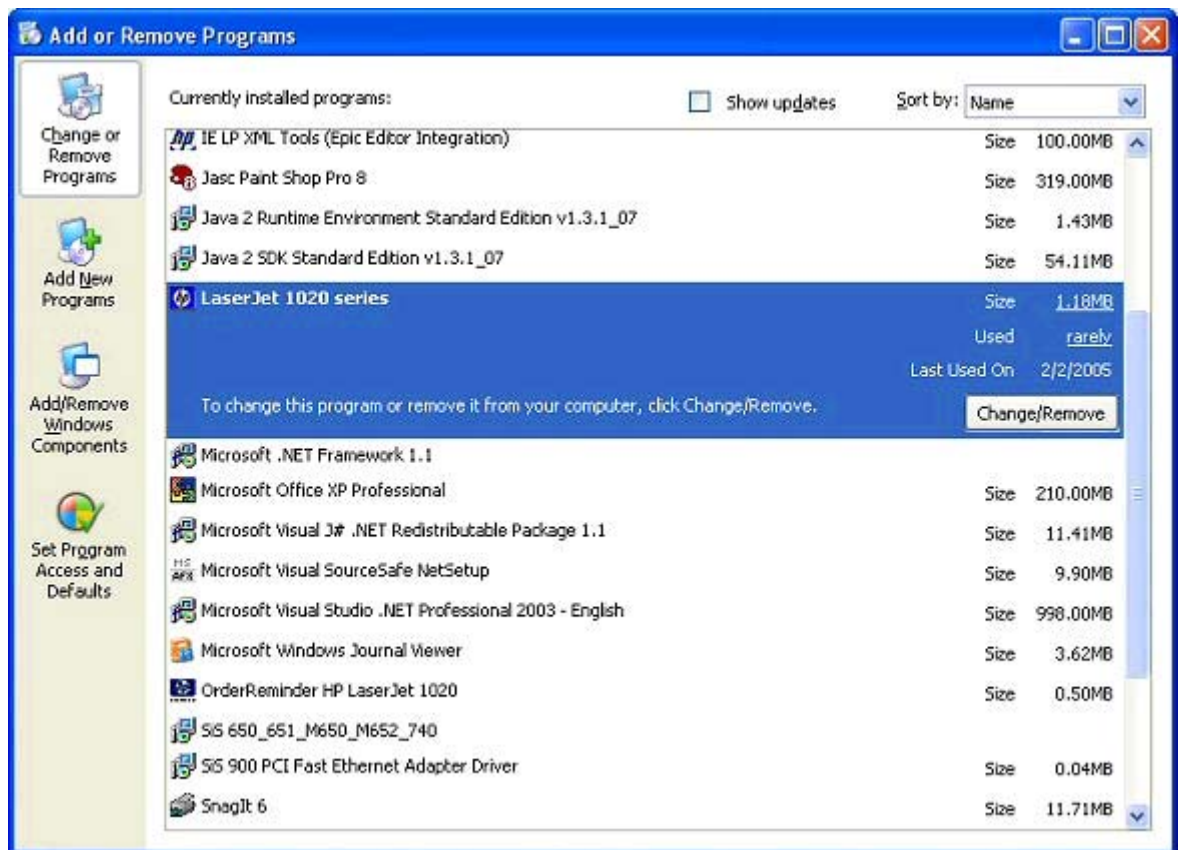 Add or Remove Programs
Change or
Remove
Programs
Add New
Programs
Add/Remove
Windows
Components
Set Program
Access and
Defaults
Currently installed programs: Show updates Sort by: Name
IE LP XML Tools (Epic Editor Integration) Size 100.00MB
Jasc Paint Shop Pro 8 Size 319.00MB
Java 2 Runtime Environment Standard Edition v1.3.1_07 Size 1.43MB
Java 2 SDK Standard Edition v1.3.1_07 Size 54.11MB
LaserJet 1020 series Size 1.18MB
Used rarely
Last Used On 2/2/2005
To change this program or remove it from your computer, click Change/Remove. Change/Remove
Microsoft .NET Framework 1.1
Microsoft Office XP Professional Size 210.00MB
Microsoft Visual J# .NET Redistributable Package 1.1 Size 11.41MB
Microsoft Visual SourceSafe NetSetup Size 9.90MB
Microsoft Visual Studio .NET Professional 2003 - English Size 998.00MB
Microsoft Windows Journal Viewer Size 3.62MB
OrderReminder HP LaserJet 1020 Size 0.50MB
SiS 650_651_M650_M652_740
SiS 900 PCI Fast Ethernet Adapter Driver Size 0.04MB
SnagIt 6 Size 11.71MB